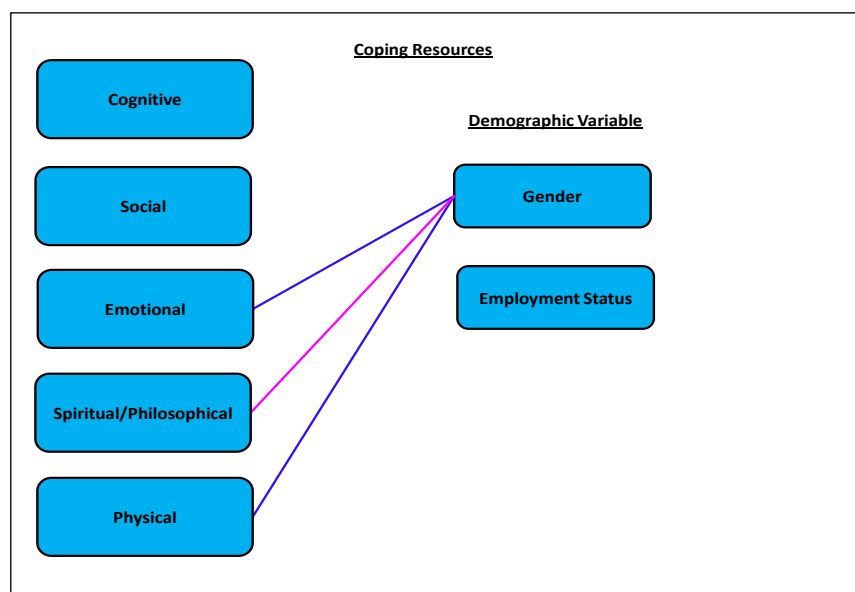 Coping Resources
Cognitive
Demographic Variable
Gender
Social
Emotional
Employment Status
Spiritual/Philosophical
Physical